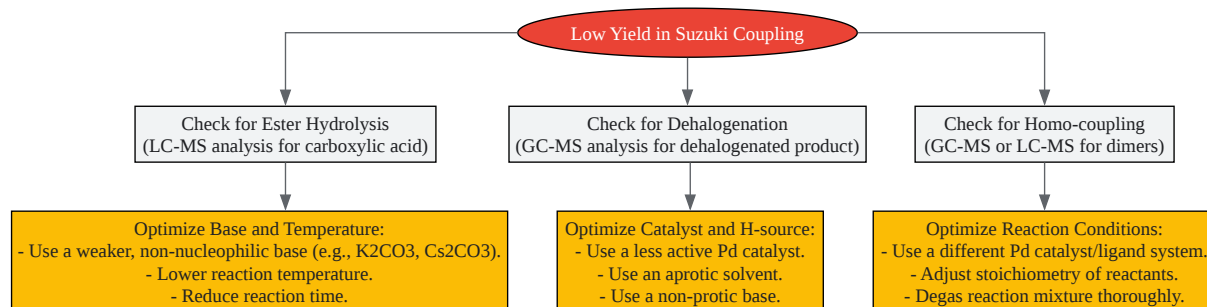 Low Yield in Suzuki Coupling
Check for Ester Hydrolysis
(LC-MS analysis for carboxylic acid)
Check for Dehalogenation
(GC-MS analysis for dehalogenated product)
Check for Homo-coupling
(GC-MS or LC-MS for dimers)
Optimize Base and Temperature:
- Use a weaker, non-nucleophilic base (e.g., K2CO3, Cs2CO3).
- Lower reaction temperature.
- Reduce reaction time.
Optimize Catalyst and H-source:
- Use a less active Pd catalyst.
- Use an aprotic solvent.
- Use a non-protic base.
Optimize Reaction Conditions:
- Use a different Pd catalyst/ligand system.
- Adjust stoichiometry of reactants.
- Degas reaction mixture thoroughly.